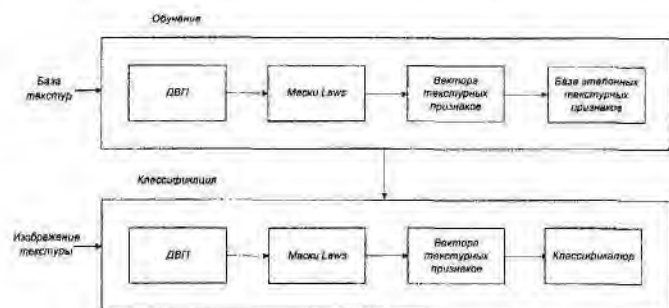 Обучение
База
текстур
ДВП
Маски Laws
Вектора
текстурных
признаков
База эталонных
текстурных
признаков
Классификация
Изображение
текстуры
ДВП
Маски Laws
Вектора
текстурных
признаков
Классификатор